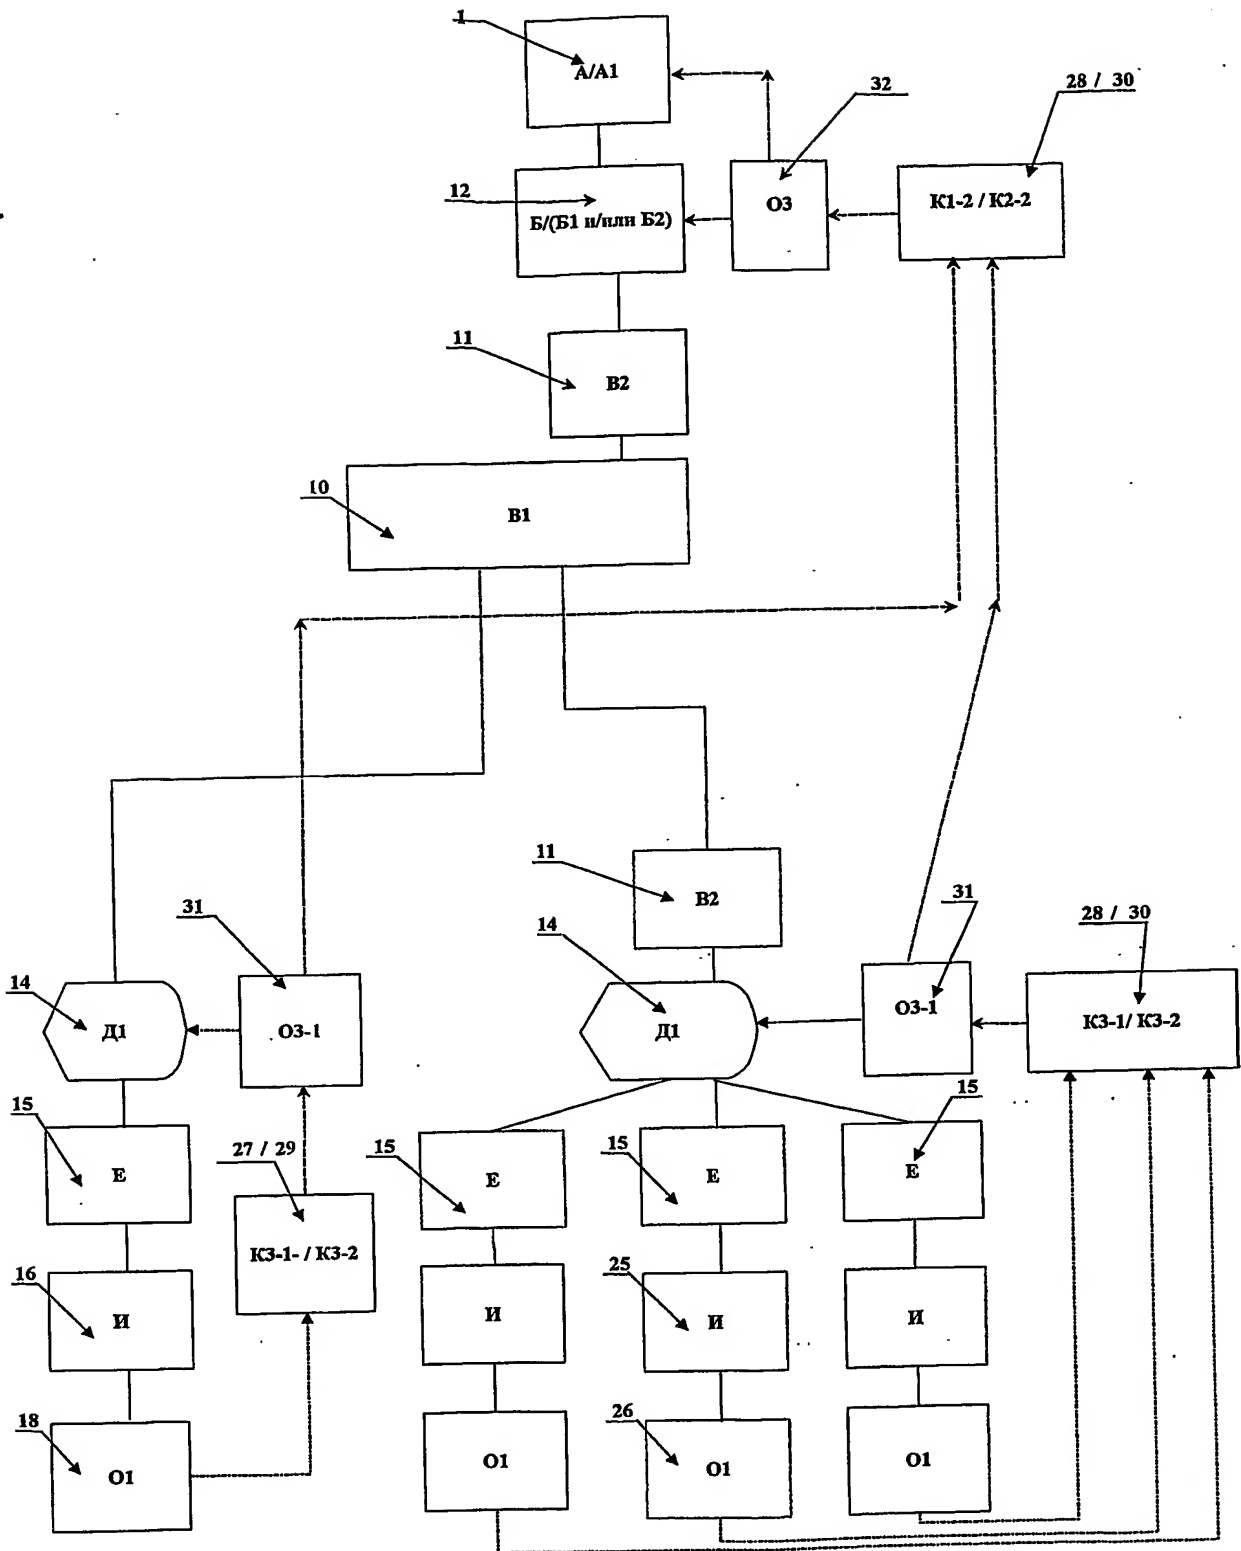 1
А/А1
32
28 / 30
12
Б/(Б1 и/или Б2)
О3
К1-2 / К2-2
11
В2
10
В1
11
В2
31
31
28 / 30
14
14
Д1
О3-1
Д1
О3-1
К3-1/ К3-2
15
27 / 29
15
15
15
Е
Е
Е
Е
К3-1- / К3-2
16
25
И
И
И
И
18
26
О1
О1
О1
О1